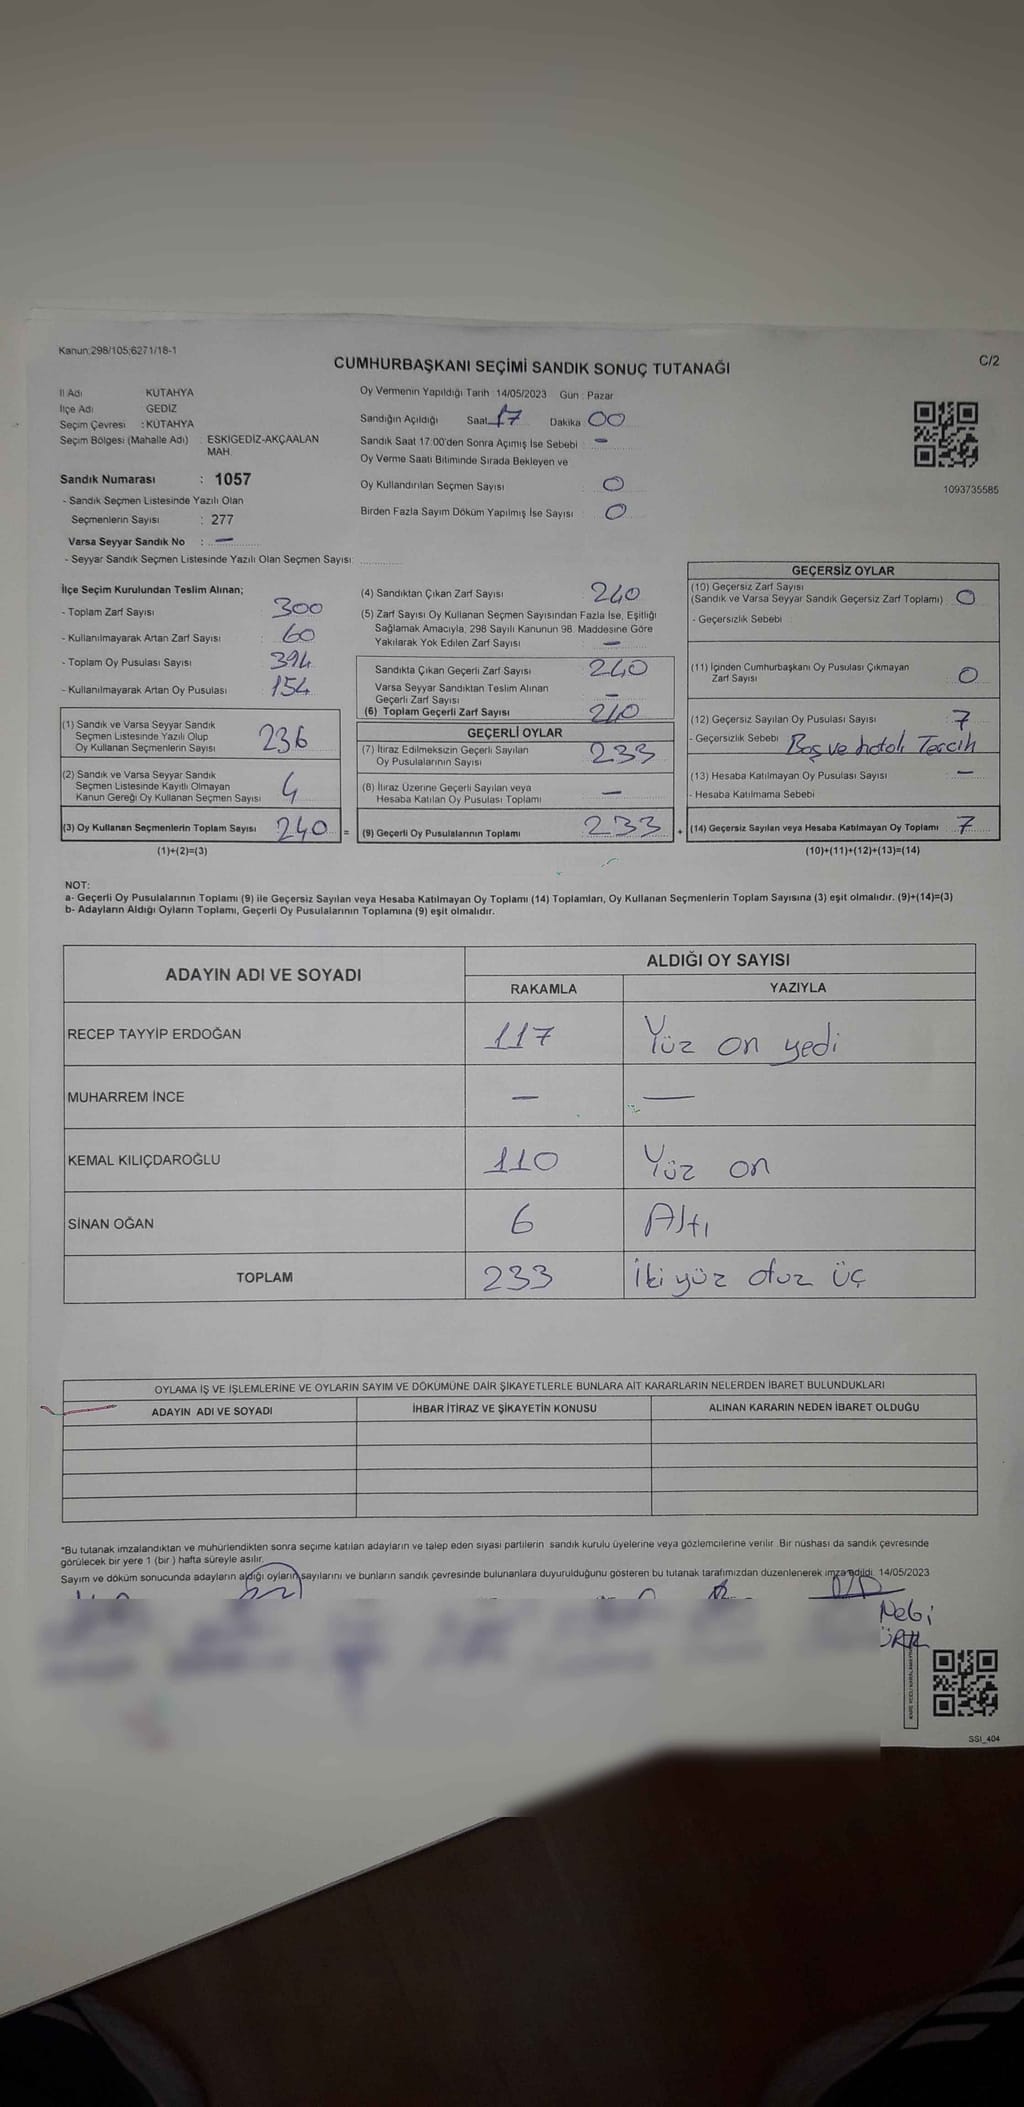 Kanun:298/105;6271/18-1
CUMHURBAŞKANI SEÇİMİ SANDIK SONUÇ TUTANAĞI
C/2
İl Adı KUTAHYA
İlçe Adı GEDİZ
Seçim Çevresi : KUTAHYA
Seçim Bölgesi (Mahalle Adı) : ESKİGEDİZ-AKÇAALAN MAH.
Sandık Numarası : 1057
- Sandık Seçmen Listesinde Yazılı Olan
Seçmenlerin Sayısı : 277
Varsa Seyyar Sandık No : —
- Seyyar Sandık Seçmen Listesinde Yazılı Olan Seçmen Sayısı:
Oy Vermenin Yapıldığı Tarih 14/05/2023 Gün : Pazar
Sandığın Açıldığı Saat 17 Dakika 00
Sandık Saat 17:00'den Sonra Açımış İse Sebebi : —
Oy Verme Saati Bitiminde Sırada Bekleyen ve
Oy Kullandırılan Seçmen Sayısı : 0
Birden Fazla Sayım Döküm Yapılmış İse Sayısı : 0
1093735585
İlçe Seçim Kurulundan Teslim Alınan;
- Toplam Zarf Sayısı : 300
- Kullanılmayarak Artan Zarf Sayısı : 60
- Toplam Oy Pusulası Sayısı : 394
- Kullanılmayarak Artan Oy Pusulası : 154
(1) Sandık ve Varsa Seyyar Sandık
Seçmen Listesinde Yazılı Olup
Oy Kullanan Seçmenlerin Sayısı 236
(2) Sandık ve Varsa Seyyar Sandık
Seçmen Listesinde Kayıtlı Olmayan
Kanun Gereği Oy Kullanan Seçmen Sayısı 4
(3) Oy Kullanan Seçmenlerin Toplam Sayısı 240 =
(1)+(2)=(3)
(4) Sandıktan Çıkan Zarf Sayısı 240
(5) Zarf Sayısı Oy Kullanan Seçmen Sayısından Fazla İse, Eşitliği
Sağlamak Amacıyla, 298 Sayılı Kanunun 98. Maddesine Göre
Yakılarak Yok Edilen Zarf Sayısı : —
Sandıkta Çıkan Geçerli Zarf Sayısı 240
Varsa Seyyar Sandıktan Teslim Alınan
Geçerli Zarf Sayısı : —
(6) Toplam Geçerli Zarf Sayısı 240
GEÇERLİ OYLAR
(7) İtiraz Edilmeksizin Geçerli Sayılan
Oy Pusulalarının Sayısı 233
(8) İtiraz Üzerine Geçerli Sayılan veya
Hesaba Katılan Oy Pusulası Toplamı —
(9) Geçerli Oy Pusulalarının Toplamı 233 +
GEÇERSİZ OYLAR
(10) Geçersiz Zarf Sayısı
(Sandık ve Varsa Seyyar Sandık Geçersiz Zarf Toplamı) : 0
- Geçersizlik Sebebi :
(11) İçinden Cumhurbaşkanı Oy Pusulası Çıkmayan
Zarf Sayısı 0
(12) Geçersiz Sayılan Oy Pusulası Sayısı 7
- Geçersizlik Sebebi : Boş ve hatalı Tercih
(13) Hesaba Katılmayan Oy Pusulası Sayısı —
- Hesaba Katılmama Sebebi
(14) Geçersiz Sayılan veya Hesaba Katılmayan Oy Toplamı 7
(10)+(11)+(12)+(13)=(14)
NOT:
a- Geçerli Oy Pusulalarının Toplamı (9) ile Geçersiz Sayılan veya Hesaba Katılmayan Oy Toplamı (14) Toplamları, Oy Kullanan Seçmenlerin Toplam Sayısına (3) eşit olmalıdır. (9)+(14)=(3)
b- Adayların Aldığı Oyların Toplamı, Geçerli Oy Pusulalarının Toplamına (9) eşit olmalıdır.
ADAYIN ADI VE SOYADI
ALDIĞI OY SAYISI
RAKAMLA YAZIYLA
RECEP TAYYİP ERDOĞAN 117 Yüz on yedi
MUHARREM İNCE — —
KEMAL KILIÇDAROĞLU 110 Yüz on
SİNAN OĞAN 6 Altı
TOPLAM 233 İki yüz otuz üç
OYLAMA İŞ VE İŞLEMLERİNE VE OYLARIN SAYIM VE DÖKÜMÜNE DAİR ŞİKAYETLERLE BUNLARA AİT KARARLARIN NELERDEN İBARET BULUNDUKLARI
ADAYIN ADI VE SOYADI İHBAR İTİRAZ VE ŞİKAYETİN KONUSU ALINAN KARARIN NEDEN İBARET OLDUĞU
*Bu tutanak imzalandıktan ve mühürlendikten sonra seçime katılan adayların ve talep eden siyasi partilerin sandık kurulu üyelerine veya gözlemcilerine verilir. Bir nüshası da sandık çevresinde
görülecek bir yere 1 (bir ) hafta süreyle asılır.
Sayım ve döküm sonucunda adayların aldığı oyların sayılarını ve bunların sandık çevresinde bulunanlara duyurulduğunu gösteren bu tutanak tarafımızdan düzenlenerek imza edildi. 14/05/2023
Nebi
SSI_404